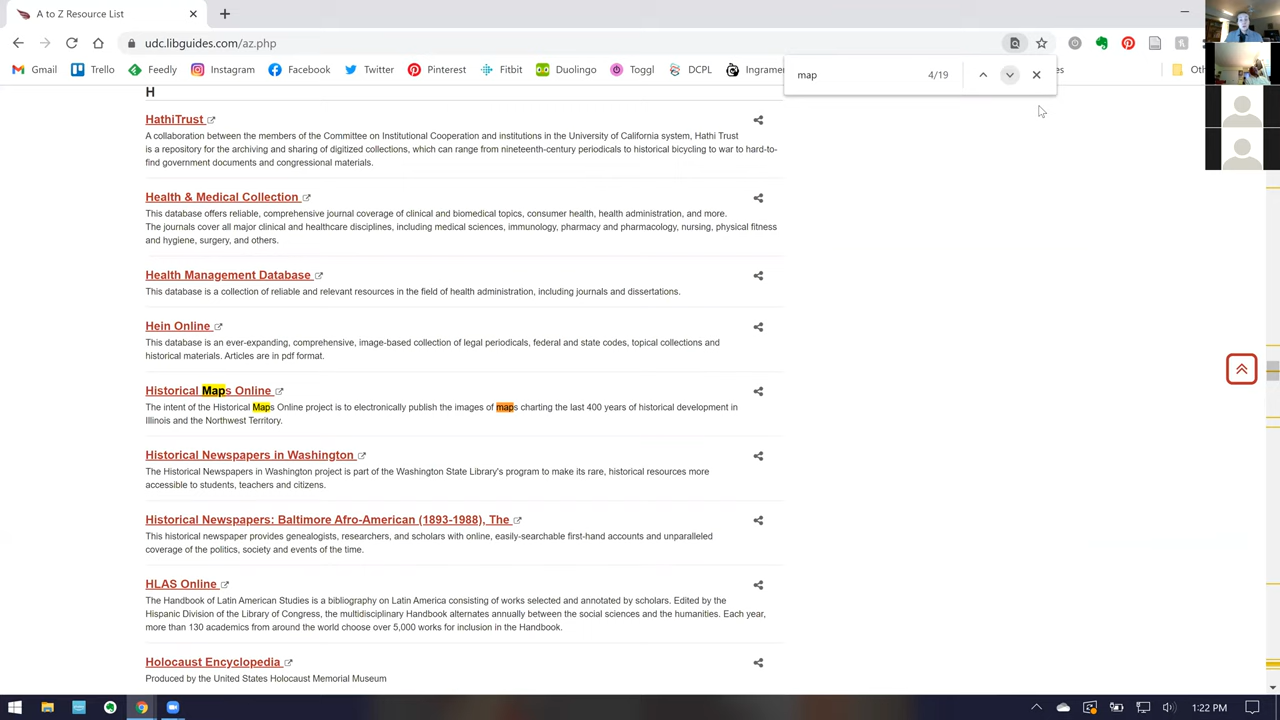 A to Z Resource List
udc.libguides.com/az.php
Gmail Trello Feedly Instagram Facebook Twitter Pinterest Fitbit Duolingo Toggl DCPL Ingram
map 4/19
H
HathiTrust
A collaboration between the members of the Committee on Institutional Cooperation and institutions in the University of California system, Hathi Trust
is a repository for the archiving and sharing of digitized collections, which can range from nineteenth-century periodicals to historical bicycling to war to hard-to-
find government documents and congressional materials.
Health & Medical Collection
This database offers reliable, comprehensive journal coverage of clinical and biomedical topics, consumer health, health administration, and more.
The journals cover all major clinical and healthcare disciplines, including medical sciences, immunology, pharmacy and pharmacology, nursing, physical fitness
and hygiene, surgery, and others.
Health Management Database
This database is a collection of reliable and relevant resources in the field of health administration, including journals and dissertations.
Hein Online
This database is an ever-expanding, comprehensive, image-based collection of legal periodicals, federal and state codes, topical collections and
historical materials. Articles are in pdf format.
Historical Maps Online
The intent of the Historical Maps Online project is to electronically publish the images of maps charting the last 400 years of historical development in
Illinois and the Northwest Territory.
Historical Newspapers in Washington
The Historical Newspapers in Washington project is part of the Washington State Library's program to make its rare, historical resources more
accessible to students, teachers and citizens.
Historical Newspapers: Baltimore Afro-American (1893-1988), The
This historical newspaper provides genealogists, researchers, and scholars with online, easily-searchable first-hand accounts and unparalleled
coverage of the politics, society and events of the time.
HLAS Online
The Handbook of Latin American Studies is a bibliography on Latin America consisting of works selected and annotated by scholars. Edited by the
Hispanic Division of the Library of Congress, the multidisciplinary Handbook alternates annually between the social sciences and the humanities. Each year,
more than 130 academics from around the world choose over 5,000 works for inclusion in the Handbook.
Holocaust Encyclopedia
Produced by the United States Holocaust Memorial Museum
1:22 PM